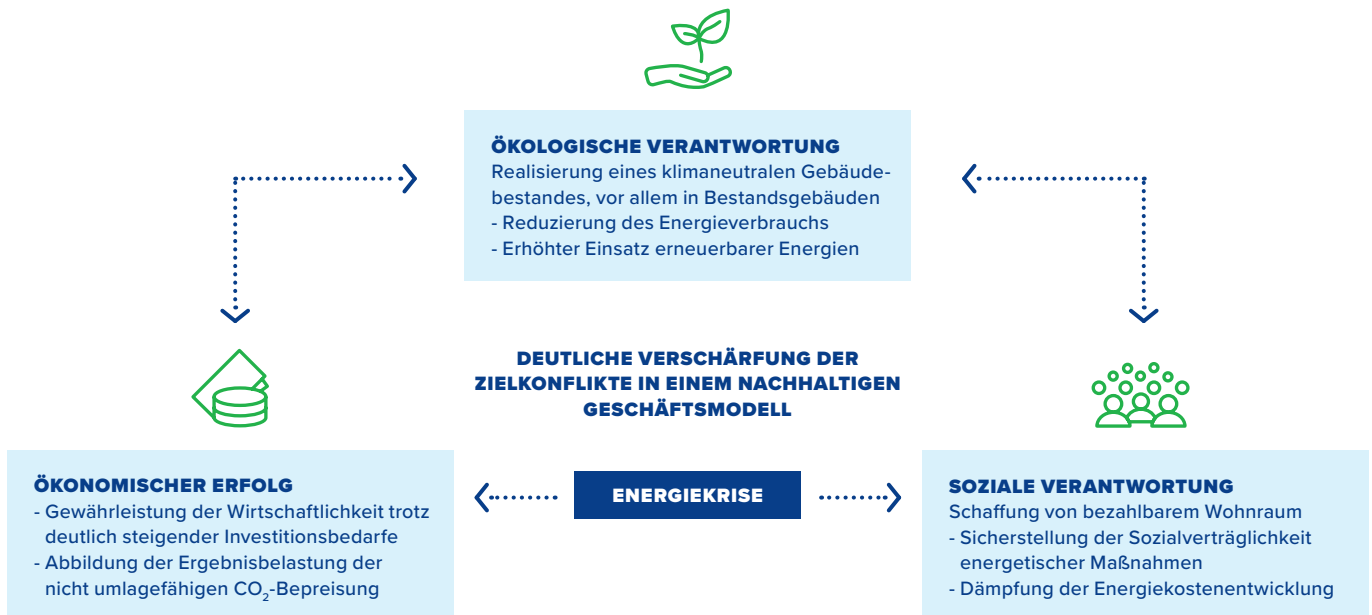 ÖKOLOGISCHE VERANTWORTUNG
Realisierung eines klimaneutralen Gebäude-
bestandes, vor allem in Bestandsgebäuden
- Reduzierung des Energieverbrauchs
- Erhöhter Einsatz erneuerbarer Energien
DEUTLICHE VERSCHÄRFUNG DER
ZIELKONFLIKTE IN EINEM NACHHALTIGEN
GESCHÄFTSMODELL
ÖKONOMISCHER ERFOLG
- Gewährleistung der Wirtschaftlichkeit trotz
deutlich steigender Investitionsbedarfe
- Abbildung der Ergebnisbelastung der
nicht umlagefähigen CO₂-Bepreisung
ENERGIEKRISE
SOZIALE VERANTWORTUNG
Schaffung von bezahlbarem Wohnraum
- Sicherstellung der Sozialverträglichkeit
energetischer Maßnahmen
- Dämpfung der Energiekostenentwicklung